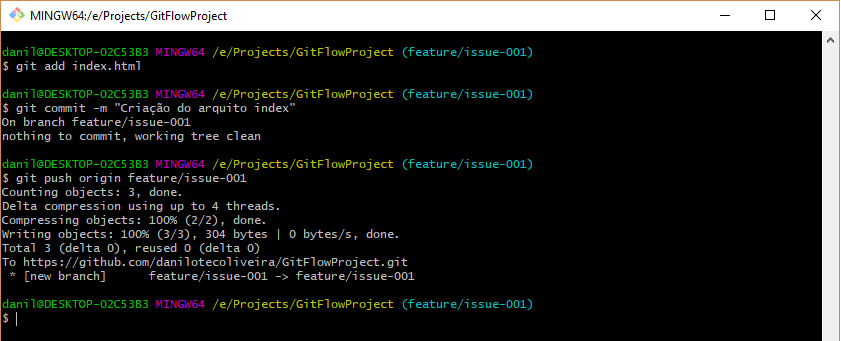 MINGW64:/e/Projects/GitFlowProject
danil@DESKTOP-02C53B3 MINGW64 /e/Projects/GitFlowProject (feature/issue-001)
$ git add index.html
danil@DESKTOP-02C53B3 MINGW64 /e/Projects/GitFlowProject (feature/issue-001)
$ git commit -m "Criação do arquito index"
On branch feature/issue-001
nothing to commit, working tree clean
danil@DESKTOP-02C53B3 MINGW64 /e/Projects/GitFlowProject (feature/issue-001)
$ git push origin feature/issue-001
Counting objects: 3, done.
Delta compression using up to 4 threads.
Compressing objects: 100% (2/2), done.
Writing objects: 100% (3/3), 304 bytes | 0 bytes/s, done.
Total 3 (delta 0), reused 0 (delta 0)
To https://github.com/danilotecoliveira/GitFlowProject.git
 * [new branch]      feature/issue-001 -> feature/issue-001
danil@DESKTOP-02C53B3 MINGW64 /e/Projects/GitFlowProject (feature/issue-001)
$